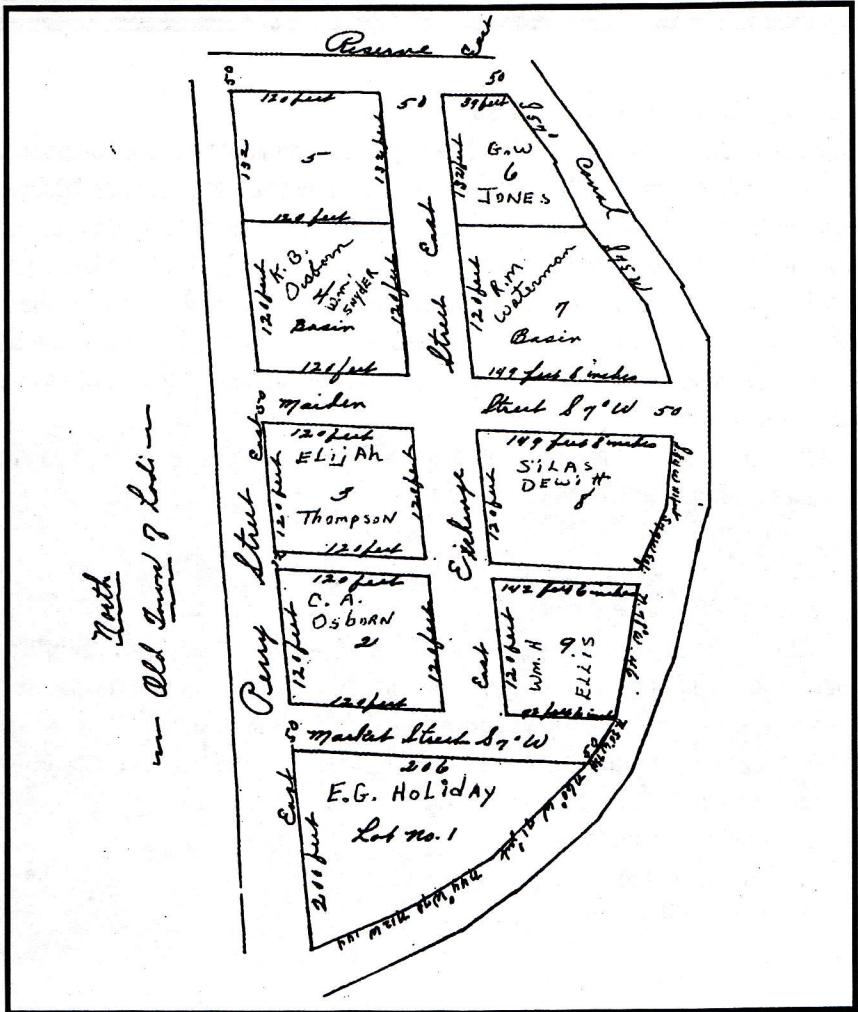 Reserve East
50
120 feet
50
50
39 feet
132
5
132 feet
132 feet
G.W
6
JONES
Canal
120 feet
120 feet
K. B.
Osborn
4
Wm.
SNYDER
Basin
120 feet
120 feet
Street East
120 feet
R.M.
Waterman
7
Basin
149 feet 8 inches
50
Maiden
Street S 7° W 50
120 feet
ELijAh
3
Thompson
120 feet
120 feet
120 feet
149 feet 8 inches
SiLAS
DEWitt
8
120 feet
Perry Street East
Exchange
East
120 feet
C. A.
OsbORN
2
120 feet
120 feet
120 feet
142 feet 6 inches
120 feet
Wm. H
9
ELLIS
50
Market Street S 7° W
50
206
E.G. HoLidAy
Lot No. 1
East
200 feet
North
Old Town of Lodi